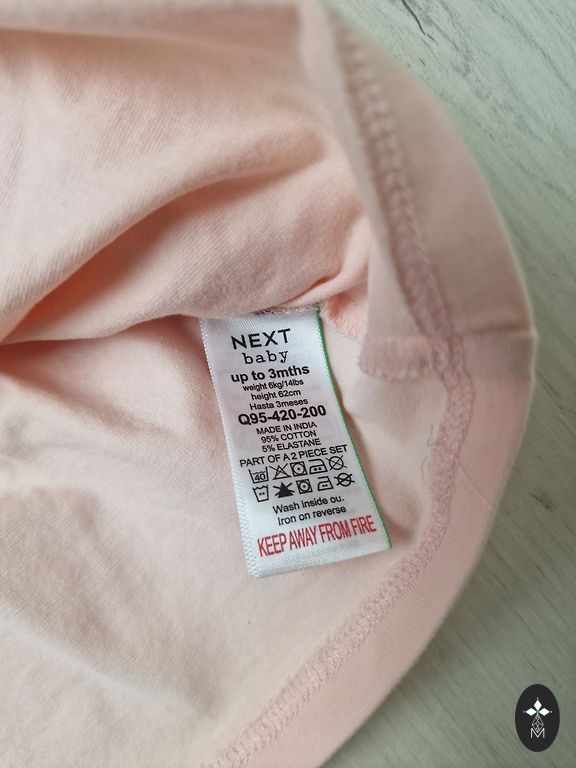 NEXT
baby
up to 3mths
weight 6kg/14lbs
height 62cm
Hasta 3meses
Q95-420-200
MADE IN INDIA
95% COTTON
5% ELASTANE
PART OF A 2 PIECE SET
40
Wash inside ou.
Iron on reverse
KEEP AWAY FROM FIRE
M